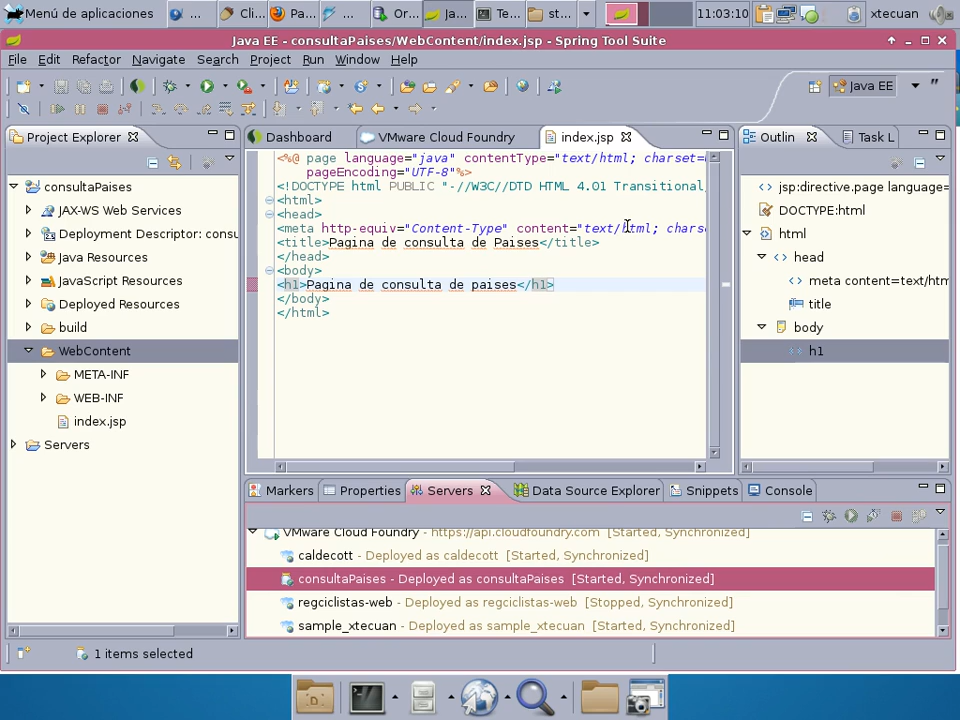 Menú de aplicaciones
...
Cli...
Pa...
...
Or...
Ja...
Te...
st...
11:03:10
xtecuan
Java EE - consultaPaises/WebContent/index.jsp - Spring Tool Suite
File Edit Refactor Navigate Search Project Run Window Help
Java EE
"
Project Explorer
Dashboard
VMware Cloud Foundry
index.jsp
Outlin
Task L
consultaPaises
JAX-WS Web Services
Deployment Descriptor: consu
Java Resources
JavaScript Resources
Deployed Resources
build
WebContent
META-INF
WEB-INF
index.jsp
Servers
<%@ page language="java" contentType="text/html; charset=
pageEncoding="UTF-8"%>
<!DOCTYPE html PUBLIC "-//W3C//DTD HTML 4.01 Transitional
<html>
<head>
<meta http-equiv="Content-Type" content="text/html; chars
<title>Pagina de consulta de Paises</title>
</head>
<body>
<h1>Pagina de consulta de paises</h1>
</body>
</html>
jsp:directive.page language=
DOCTYPE:html
html
head
meta content=text/htm
title
body
h1
Markers
Properties
Servers
Data Source Explorer
Snippets
Console
VMware Cloud Foundry - https://api.cloudfoundry.com [Started, Synchronized]
caldecott - Deployed as caldecott [Started, Synchronized]
consultaPaises - Deployed as consultaPaises [Started, Synchronized]
regciclistas-web - Deployed as regciclistas-web [Stopped, Synchronized]
sample_xtecuan - Deployed as sample_xtecuan [Started, Synchronized]
1 items selected